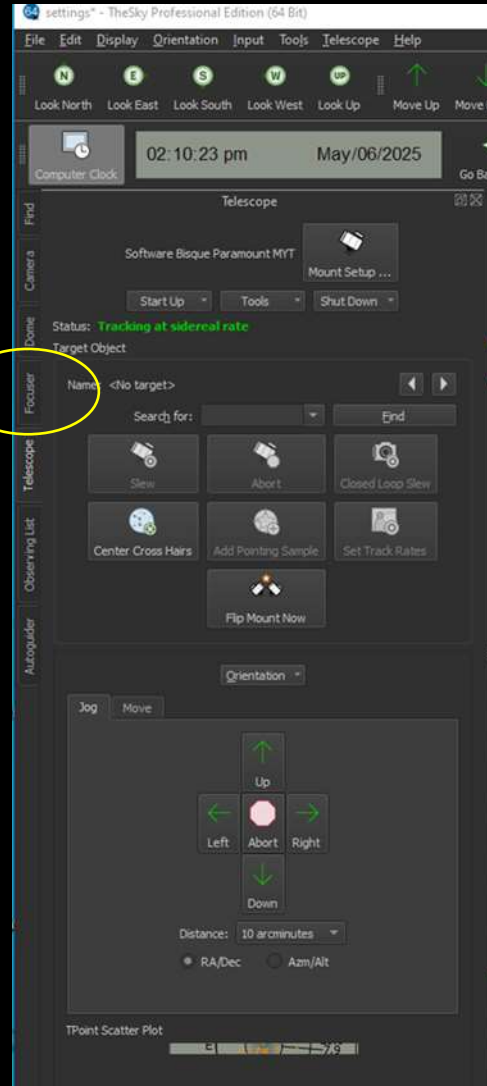 settings* - TheSky Professional Edition (64 Bit)
File Edit Display Orientation Input Tools Telescope Help
N E S W UP
Look North Look East Look South Look West Look Up Move Up Move
Computer Clock 02:10:23 pm May/06/2025 Go Ba
Telescope
Find
Camera
Dome
Focuser
Telescope
Observing List
Autoguider
Software Bisque Paramount MYT Mount Setup ...
Start Up Tools Shut Down
Status: Tracking at sidereal rate
Target Object
Name: <No target>
Search for: Find
Slew Abort Closed Loop Slew
Center Cross Hairs Add Pointing Sample Set Track Rates
Flip Mount Now
Orientation
Jog Move
Up
Left Abort Right
Down
Distance: 10 arcminutes
RA/Dec Azm/Alt
TPoint Scatter Plot